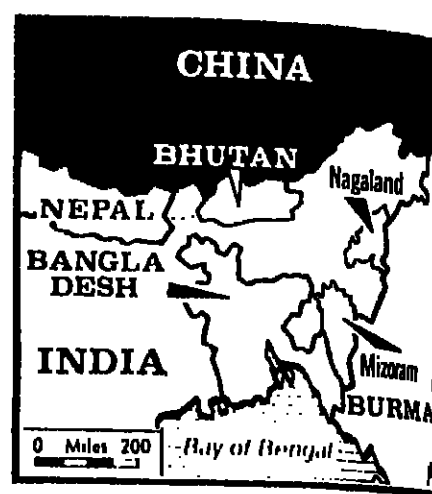 CHINA
BHUTAN
Nagaland
NEPAL
BANGLA
DESH
INDIA
Mizoram
BURMA
0 Miles 200
Bay of Bengal